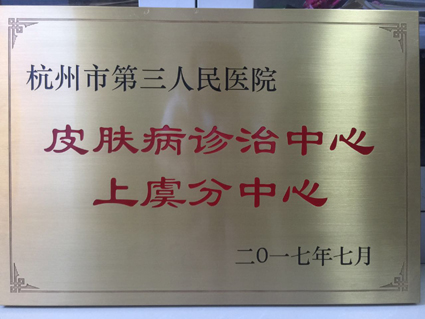 杭州市第三人民医院
皮肤病诊治中心
上虞分中心
二〇一七年七月